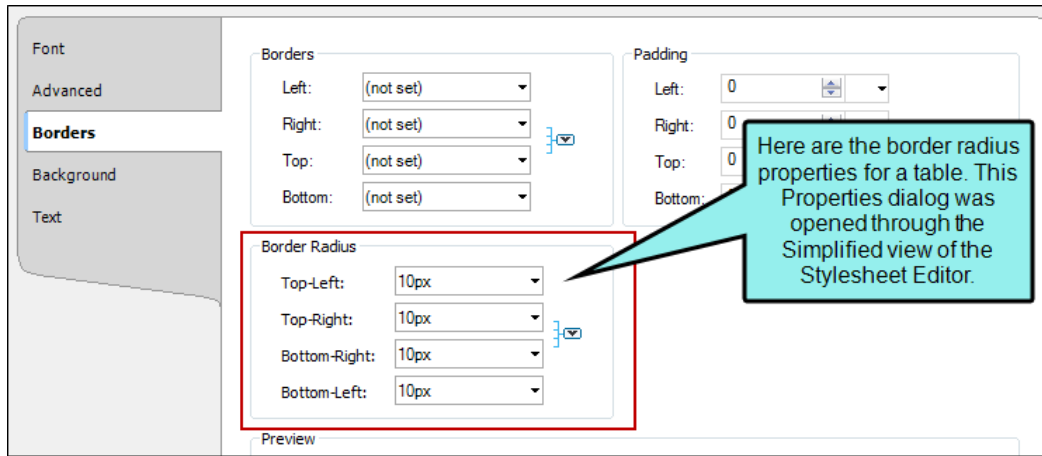 Font
Advanced
Borders
Background
Text
Borders
Left: (not set)
Right: (not set)
Top: (not set)
Bottom: (not set)
Padding
Left: 0
Right: 0
Top: 0
Bottom:
Here are the border radius
properties for a table. This
Properties dialog was
opened through the
Simplified view of the
Stylesheet Editor.
Border Radius
Top-Left: 10px
Top-Right: 10px
Bottom-Right: 10px
Bottom-Left: 10px
Preview